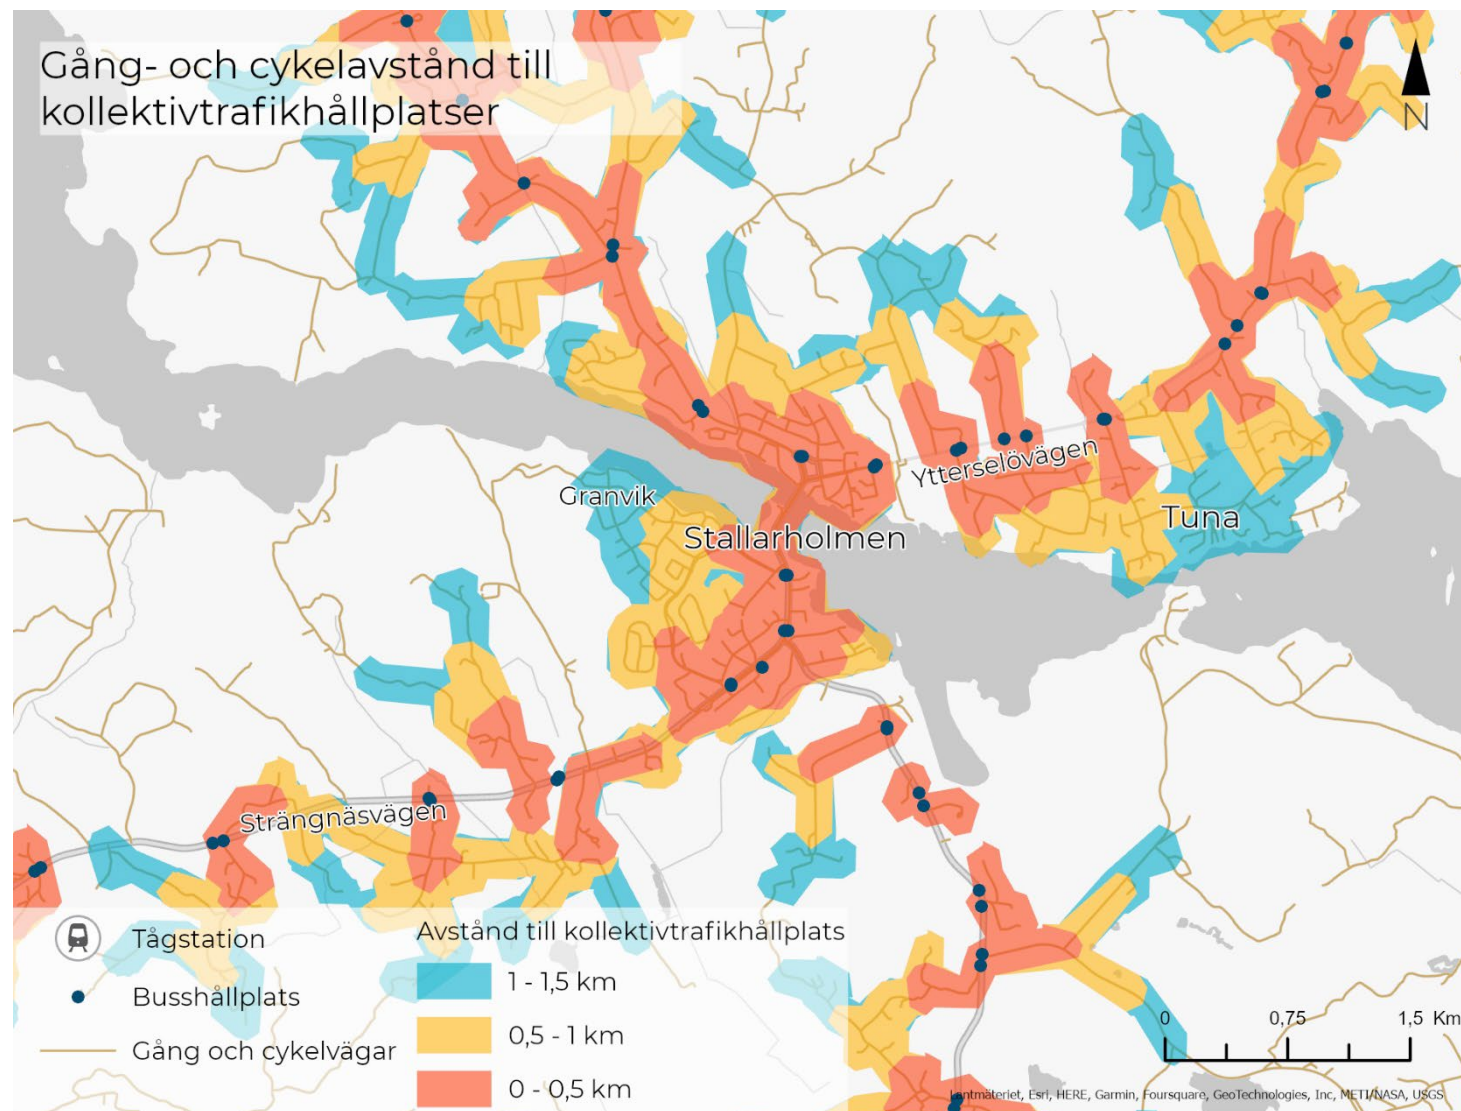 Gång- och cykelavstånd till
kollektivtrafikhållplatser
N
Granvik
Ytterselövägen
Stallarholmen
Tuna
Strängnäsvägen
Tågstation
Busshållplats
Gång och cykelvägar
Avstånd till kollektivtrafikhållplats
1 - 1,5 km
0,5 - 1 km
0 - 0,5 km
0 0,75 1,5 Km
Lantmäteriet, Esri, HERE, Garmin, Foursquare, GeoTechnologies, Inc, METI/NASA, USGS